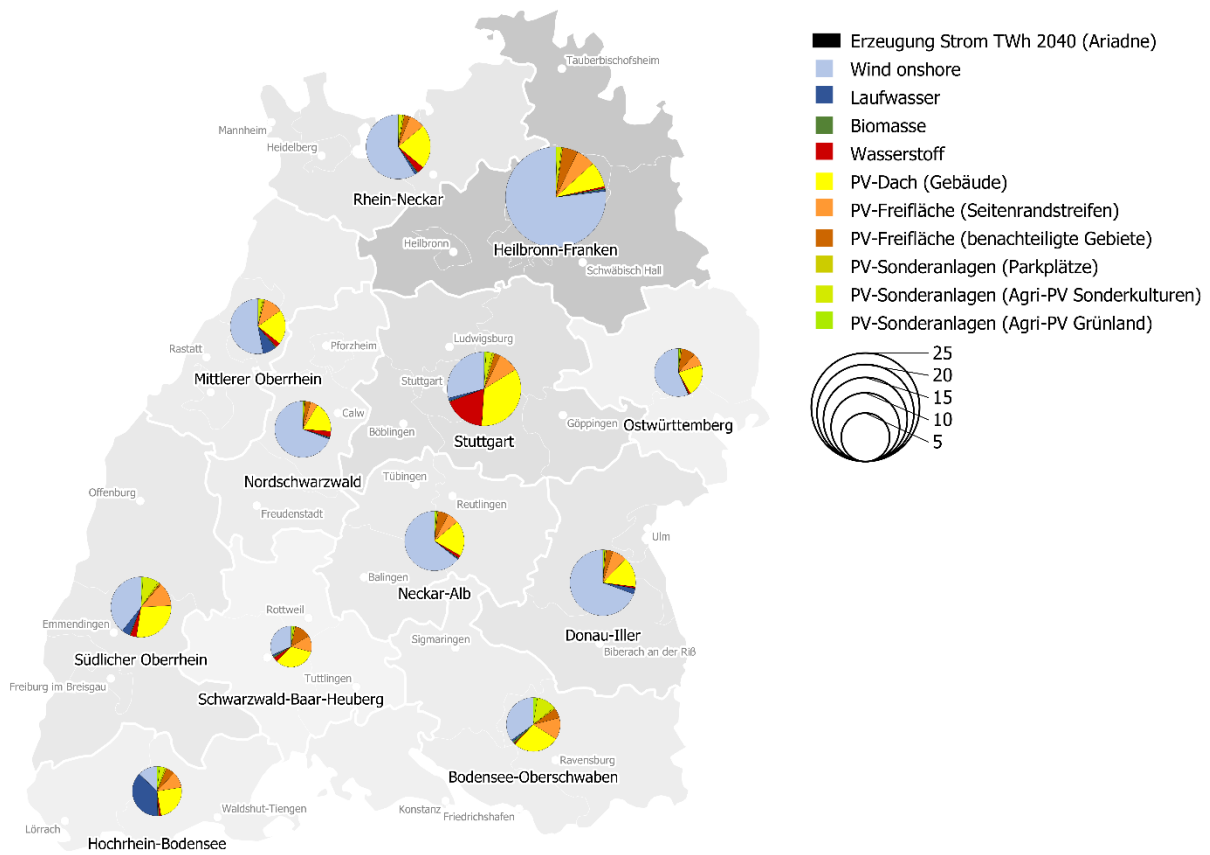 Tauberbischofsheim
Mannheim
Heidelberg
Rhein-Neckar
Heilbronn
Heilbronn-Franken
Schwäbisch Hall
Rastatt
Pforzheim
Ludwigsburg
Mittlerer Oberrhein
Stuttgart
Calw
Böblingen
Stuttgart
Göppingen
Ostwürttemberg
Nordschwarzwald
Tübingen
Offenburg
Freudenstadt
Reutlingen
Ulm
Balingen
Neckar-Alb
Emmendingen
Rottweil
Donau-Iller
Sigmaringen
Biberach an der Riß
Südlicher Oberrhein
Freiburg im Breisgau
Tuttlingen
Schwarzwald-Baar-Heuberg
Ravensburg
Bodensee-Oberschwaben
Waldshut-Tiengen
Konstanz
Friedrichshafen
Lörrach
Hochrhein-Bodensee
Erzeugung Strom TWh 2040 (Ariadne)
Wind onshore
Laufwasser
Biomasse
Wasserstoff
PV-Dach (Gebäude)
PV-Freifläche (Seitenrandstreifen)
PV-Freifläche (benachteiligte Gebiete)
PV-Sonderanlagen (Parkplätze)
PV-Sonderanlagen (Agri-PV Sonderkulturen)
PV-Sonderanlagen (Agri-PV Grünland)
25
20
15
10
5